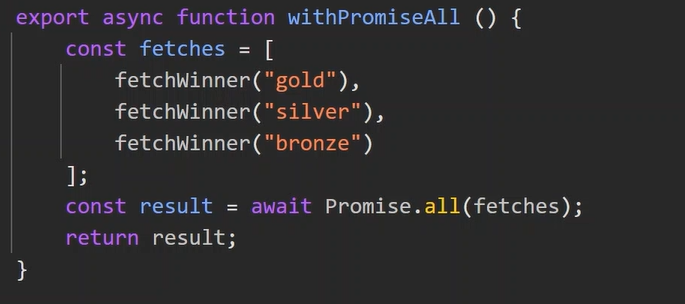 export async function withPromiseAll () {
    const fetches = [
        fetchWinner("gold"),
        fetchWinner("silver"),
        fetchWinner("bronze")
    ];
    const result = await Promise.all(fetches);
    return result;
}